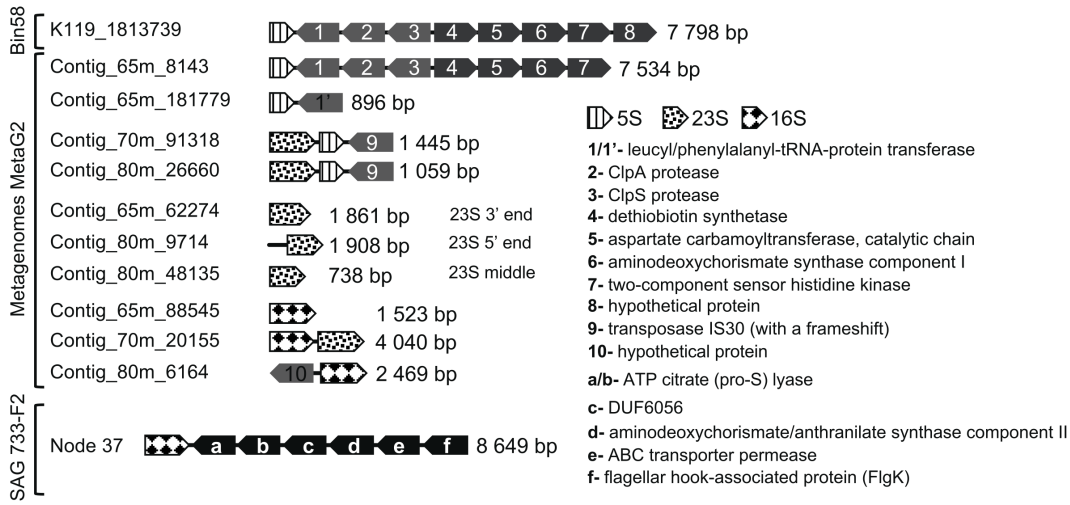 Bin58
K119_1813739 1 2 3 4 5 6 7 8 7 798 bp
Metagenomes MetaG2
Contig_65m_8143 1 2 3 4 5 6 7 7 534 bp
Contig_65m_181779 1' 896 bp
Contig_70m_91318 9 1 445 bp
Contig_80m_26660 9 1 059 bp
Contig_65m_62274 1 861 bp 23S 3' end
Contig_80m_9714 1 908 bp 23S 5' end
Contig_80m_48135 738 bp 23S middle
Contig_65m_88545 1 523 bp
Contig_70m_20155 4 040 bp
Contig_80m_6164 10 2 469 bp
SAG 733-F2
Node 37 a b c d e f 8 649 bp
5S 23S 16S
1/1'- leucyl/phenylalanyl-tRNA-protein transferase
2- ClpA protease
3- ClpS protease
4- dethiobiotin synthetase
5- aspartate carbamoyltransferase, catalytic chain
6- aminodeoxychorismate synthase component I
7- two-component sensor histidine kinase
8- hypothetical protein
9- transposase IS30 (with a frameshift)
10- hypothetical protein
a/b- ATP citrate (pro-S) lyase
c- DUF6056
d- aminodeoxychorismate/anthranilate synthase component II
e- ABC transporter permease
f- flagellar hook-associated protein (FlgK)